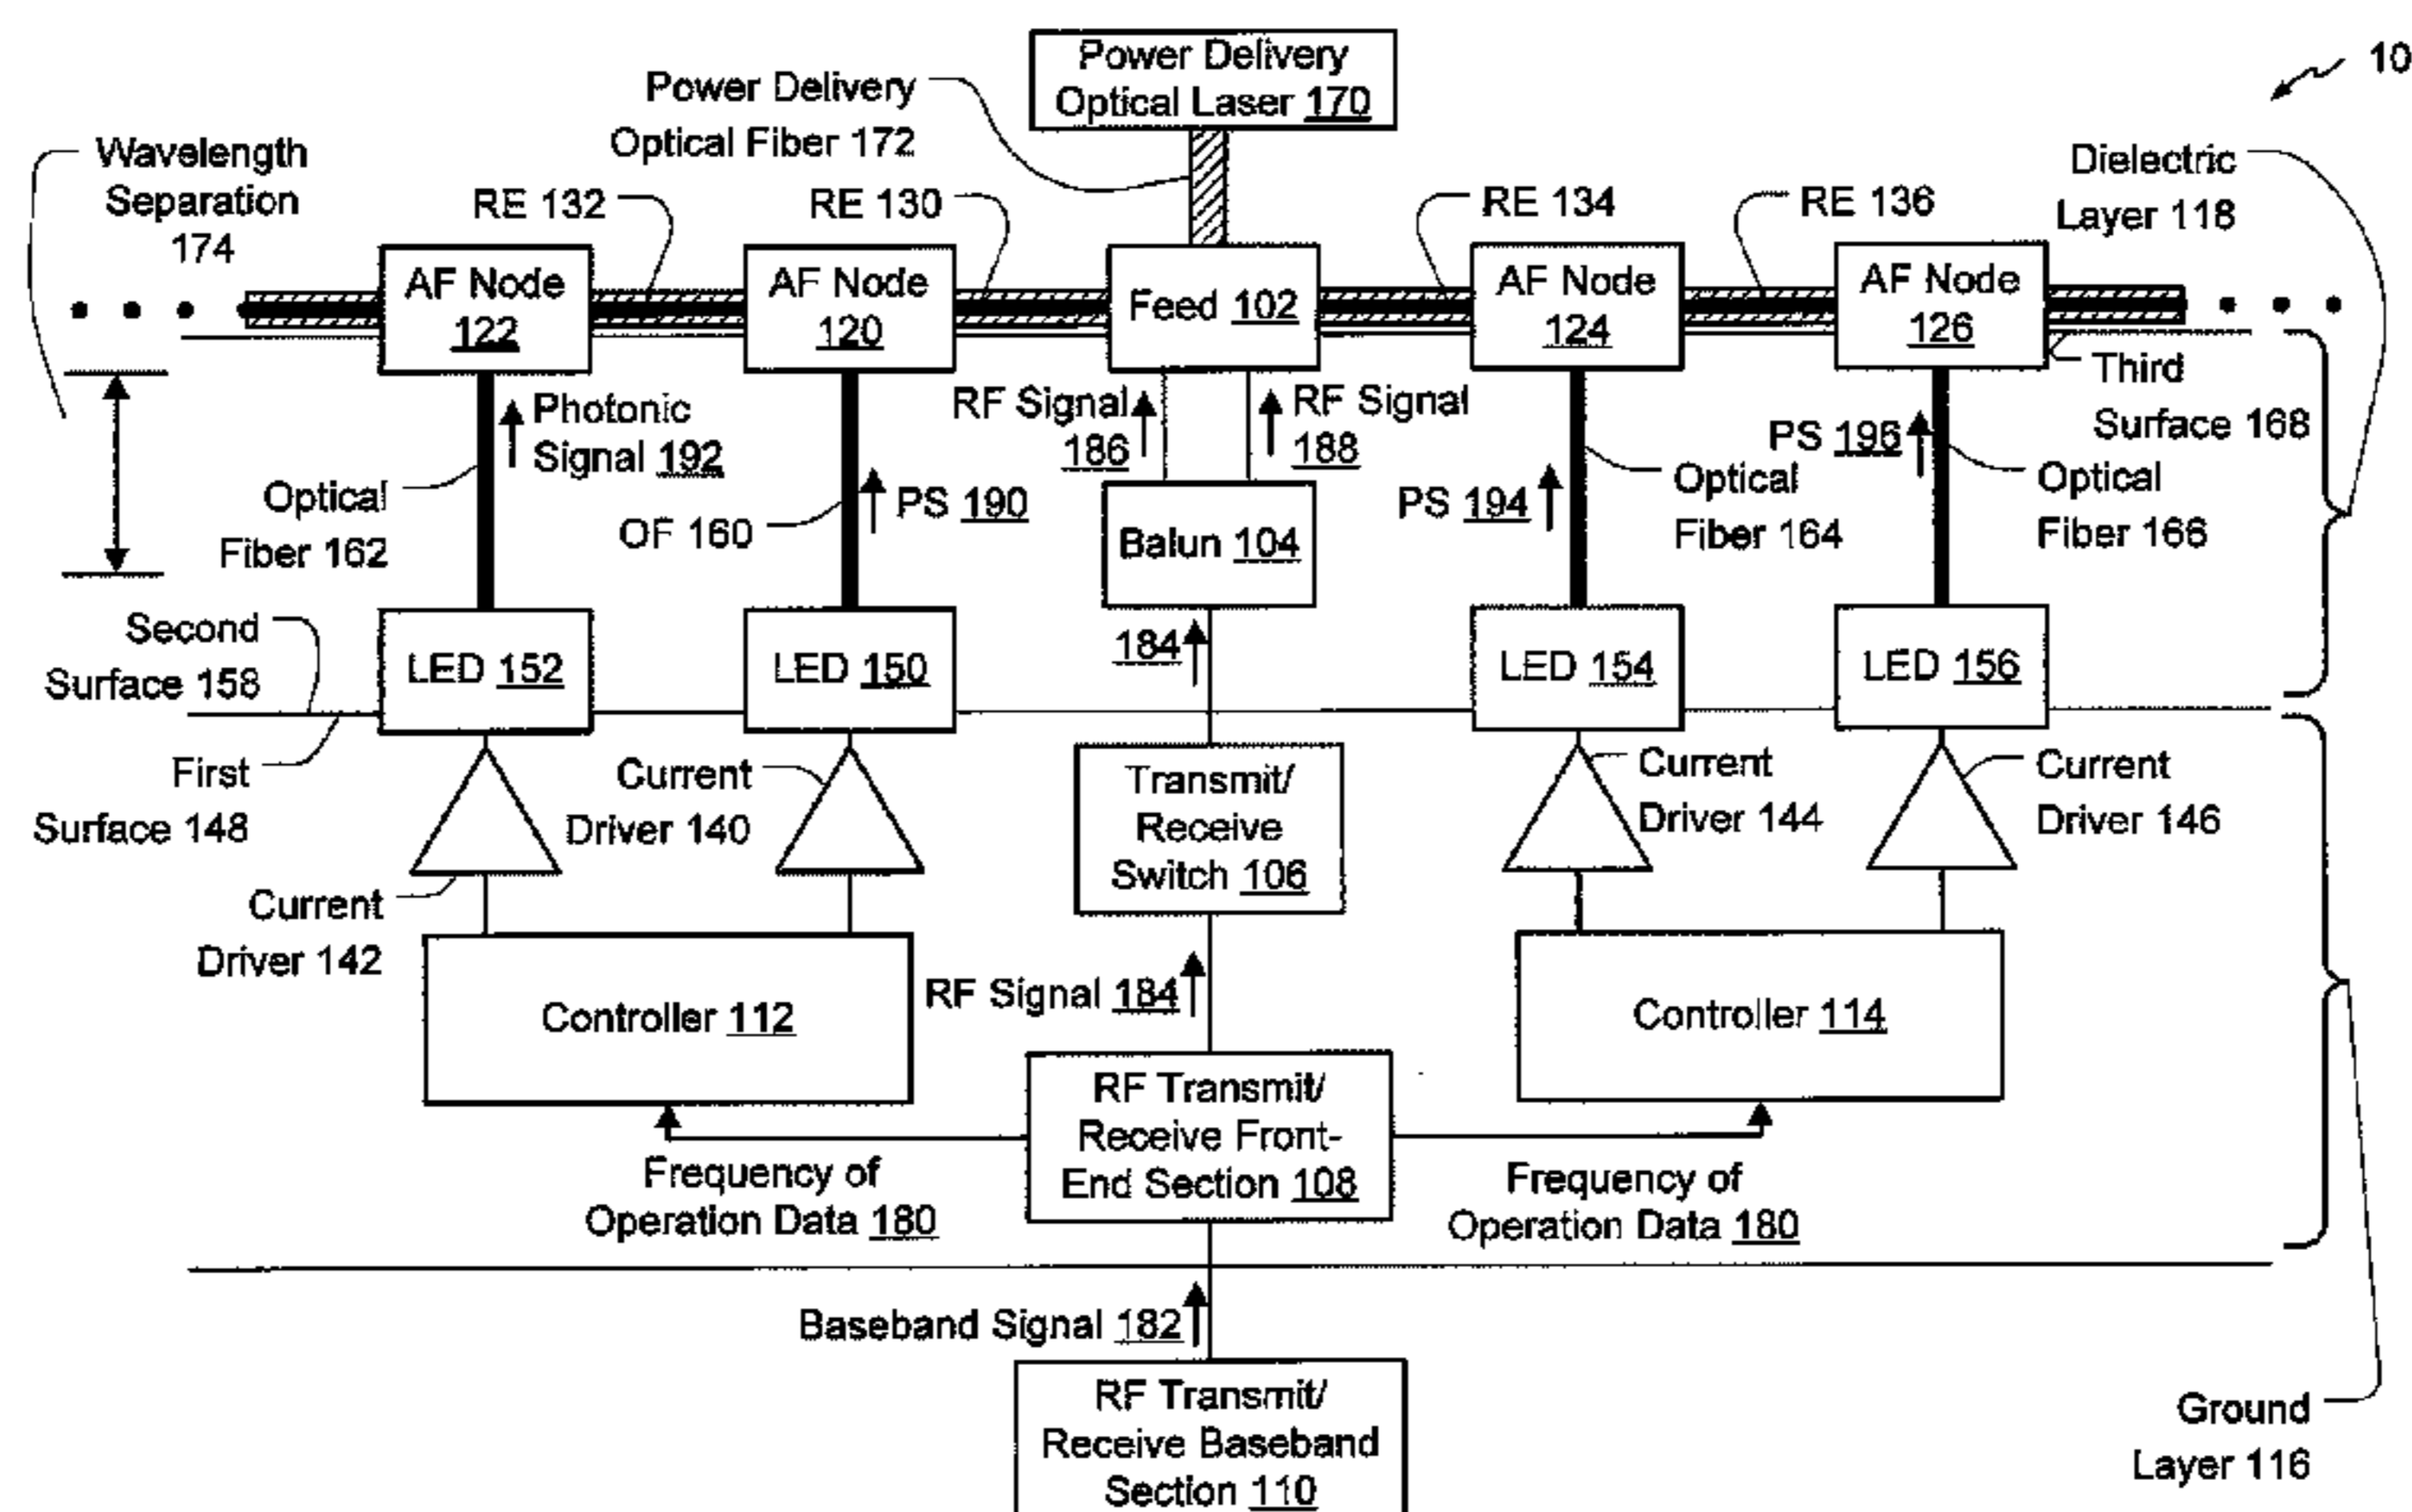 Power Delivery
Optical Laser 170
10
Power Delivery
Optical Fiber 172
Wavelength
Separation
174
RE 132
RE 130
RE 134
RE 136
Dielectric
Layer 118
AF Node
122
AF Node
120
Feed 102
AF Node
124
AF Node
126
Third
Surface 168
Photonic
Signal 192
RF Signal
186
RF Signal
188
Optical
Fiber 162
OF 160
PS 190
Balun 104
PS 194
Optical
Fiber 164
PS 196
Optical
Fiber 166
Second
Surface 158
LED 152
LED 150
184
LED 154
LED 156
First
Surface 148
Current
Driver 140
Transmit/
Receive
Switch 106
Current
Driver 144
Current
Driver 146
Current
Driver 142
Controller 112
RF Signal 184
Controller 114
RF Transmit/
Receive Front-
End Section 108
Frequency of
Operation Data 180
Frequency of
Operation Data 180
Baseband Signal 182
RF Transmit/
Receive Baseband
Section 110
Ground
Layer 116